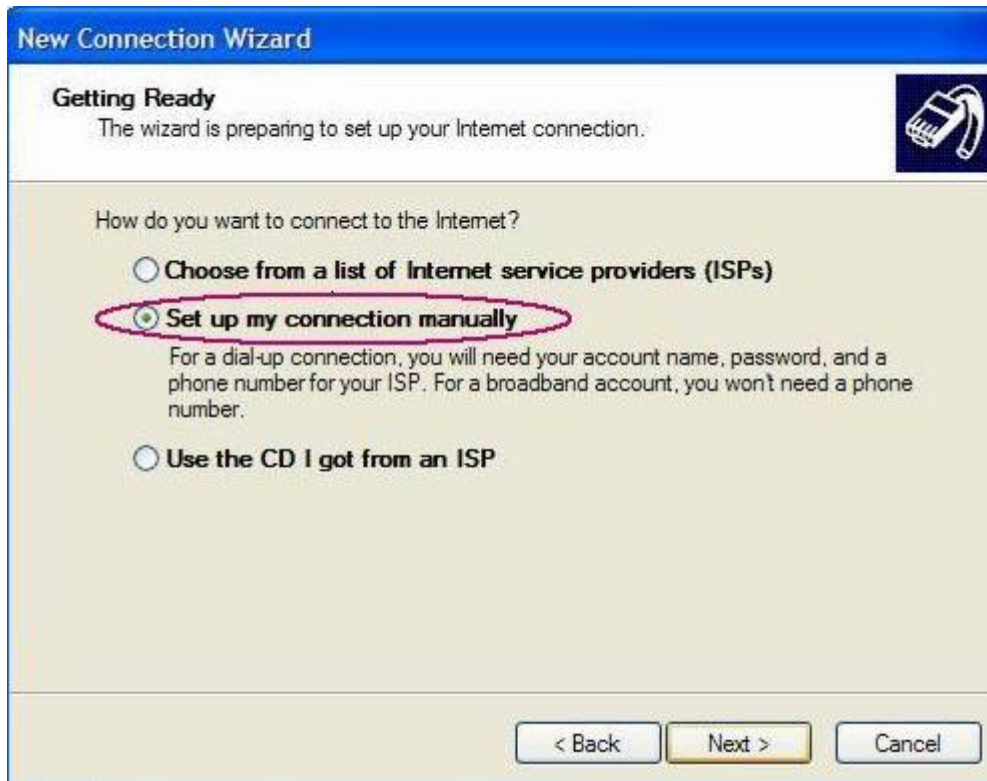 New Connection Wizard
Getting Ready
The wizard is preparing to set up your Internet connection.
How do you want to connect to the Internet?
Choose from a list of Internet service providers (ISPs)
Set up my connection manually
For a dial-up connection, you will need your account name, password, and a
phone number for your ISP. For a broadband account, you won't need a phone
number.
Use the CD I got from an ISP
< Back Next > Cancel